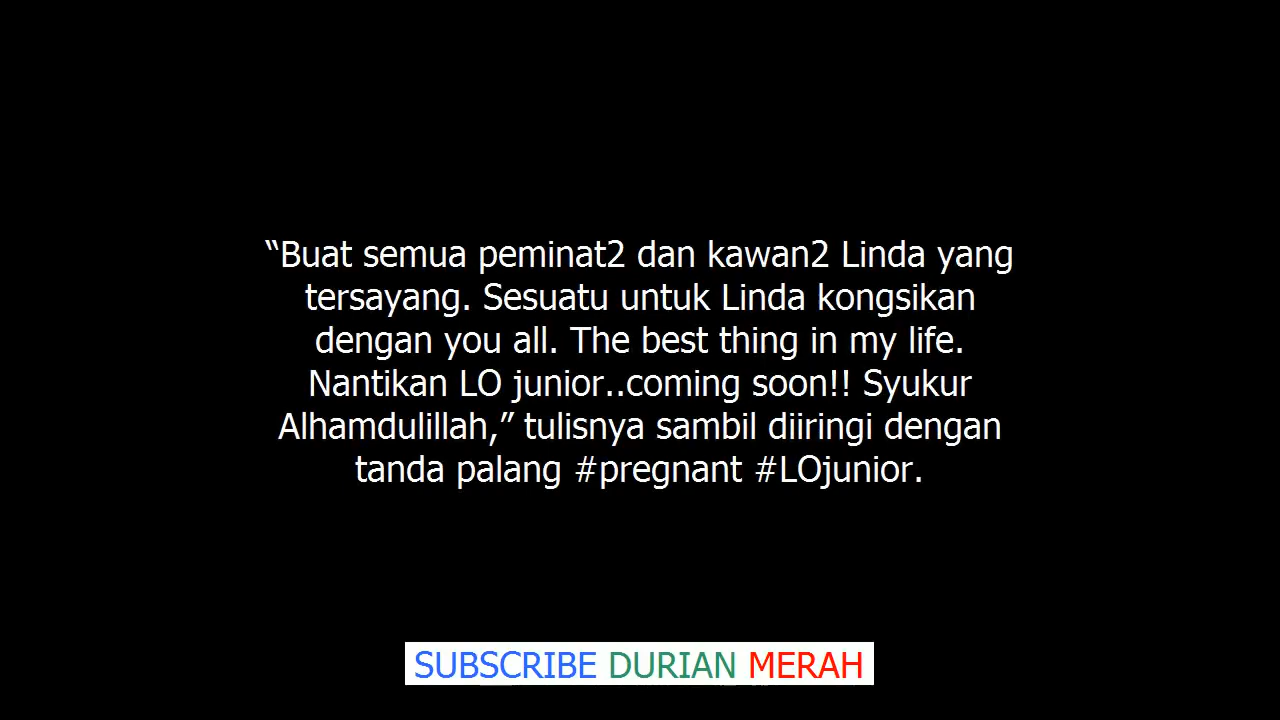 “Buat semua peminat2 dan kawan2 Linda yang
tersayang. Sesuatu untuk Linda kongsikan
dengan you all. The best thing in my life.
Nantikan LO junior..coming soon!! Syukur
Alhamdulillah,” tulisnya sambil diiringi dengan
tanda palang #pregnant #LOjunior.
SUBSCRIBE DURIAN MERAH